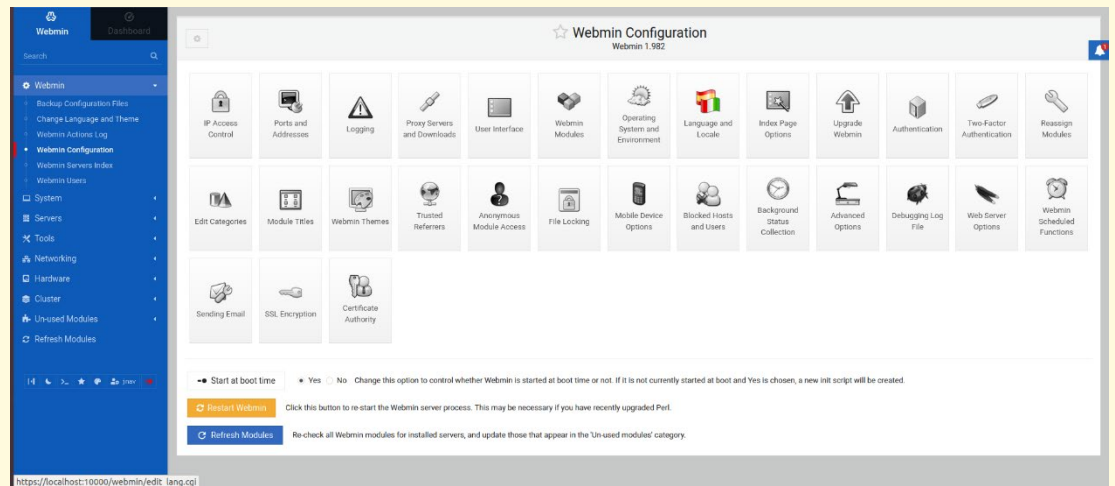 Webmin
Dashboard
Search
Webmin
Backup Configuration Files
Change Language and Theme
Webmin Actions Log
Webmin Configuration
Webmin Servers Index
Webmin Users
System
Servers
Tools
Networking
Hardware
Cluster
Un-used Modules
Refresh Modules
jnev
Webmin Configuration
Webmin 1.982
IP Access
Control
Ports and
Addresses
Logging
Proxy Servers
and Downloads
User Interface
Webmin
Modules
Operating
System and
Environment
Language and
Locale
Index Page
Options
Upgrade
Webmin
Authentication
Two-Factor
Authentication
Reassign
Modules
Edit Categories
Module Titles
Webmin Themes
Trusted
Referrers
Anonymous
Module Access
File Locking
Mobile Device
Options
Blocked Hosts
and Users
Background
Status
Collection
Advanced
Options
Debugging Log
File
Web Server
Options
Webmin
Scheduled
Functions
Sending Email
SSL Encryption
Certificate
Authority
Start at boot time Yes No Change this option to control whether Webmin is started at boot time or not. If it is not currently started at boot and Yes is chosen, a new init script will be created.
Restart Webmin Click this button to re-start the Webmin server process. This may be necessary if you have recently upgraded Perl.
Refresh Modules Re-check all Webmin modules for installed servers, and update those that appear in the 'Un-used modules' category.
https://localhost:10000/webmin/edit_lang.cgi